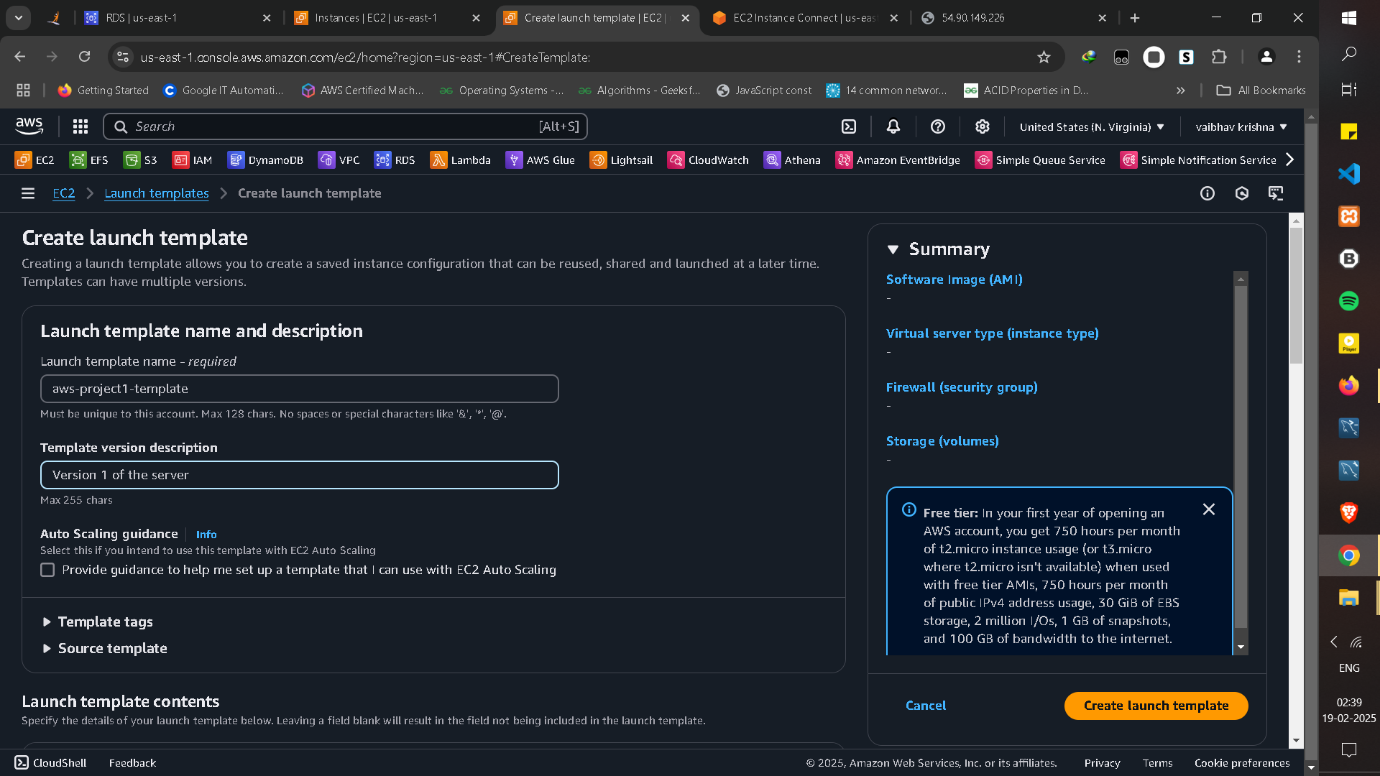 RDS | us-east-1
Instances | EC2 | us-east-1
Create launch template | EC2 |
EC2 Instance Connect | us-eas
54.90.149.226
us-east-1.console.aws.amazon.com/ec2/home?region=us-east-1#CreateTemplate:
Getting Started
Google IT Automati...
AWS Certified Mach...
Operating Systems -...
Algorithms - Geeksf...
JavaScript const
14 common networ...
ACID Properties in D...
»
All Bookmarks
aws
Search
[Alt+S]
United States (N. Virginia)
vaibhav krishna
EC2
EFS
S3
IAM
DynamoDB
VPC
RDS
Lambda
AWS Glue
Lightsail
CloudWatch
Athena
Amazon EventBridge
Simple Queue Service
Simple Notification Service
EC2
Launch templates
Create launch template
Create launch template
Creating a launch template allows you to create a saved instance configuration that can be reused, shared and launched at a later time.
Templates can have multiple versions.
Launch template name and description
Launch template name - required
aws-project1-template
Must be unique to this account. Max 128 chars. No spaces or special characters like '&', '*', '@'.
Template version description
Version 1 of the server
Max 255 chars
Auto Scaling guidance
Info
Select this if you intend to use this template with EC2 Auto Scaling
Provide guidance to help me set up a template that I can use with EC2 Auto Scaling
Template tags
Source template
Launch template contents
Specify the details of your launch template below. Leaving a field blank will result in the field not being included in the launch template.
Summary
Software Image (AMI)
-
Virtual server type (instance type)
-
Firewall (security group)
-
Storage (volumes)
-
Free tier: In your first year of opening an
AWS account, you get 750 hours per month
of t2.micro instance usage (or t3.micro
where t2.micro isn't available) when used
with free tier AMIs, 750 hours per month
of public IPv4 address usage, 30 GiB of EBS
storage, 2 million I/Os, 1 GB of snapshots,
and 100 GB of bandwidth to the internet.
Cancel
Create launch template
CloudShell
Feedback
© 2025, Amazon Web Services, Inc. or its affiliates.
Privacy
Terms
Cookie preferences
ENG
02:39
19-02-2025